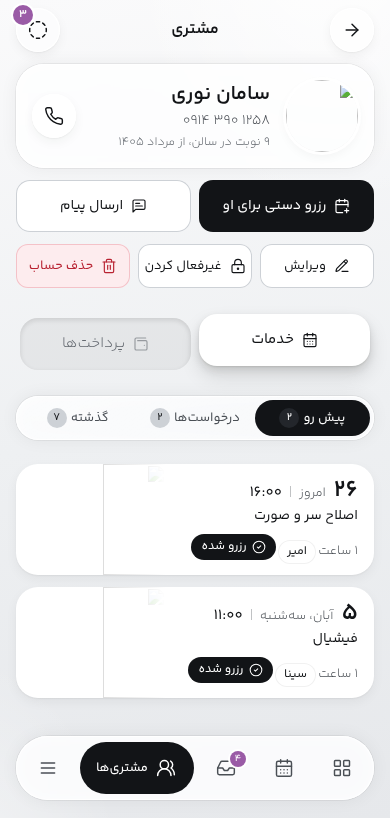 مشتری
۳
سامان نوری
۰۹۱۴ ۳۹۰ ۱۲۵۸
۹ نوبت در سالن، از مرداد ۱۴۰۵
رزرو دستی برای او
ارسال پیام
ویرایش
غیرفعال کردن
حذف حساب
خدمات
پرداخت‌ها
پیش رو ۲
درخواست‌ها ۲
گذشته ۷
۲۶ امروز | ۱۶:۰۰
اصلاح سر و صورت
۱ ساعت امیر رزرو شده
۵ آبان، سه‌شنبه | ۱۱:۰۰
فیشیال
۱ ساعت سینا رزرو شده
۴
مشتری‌ها